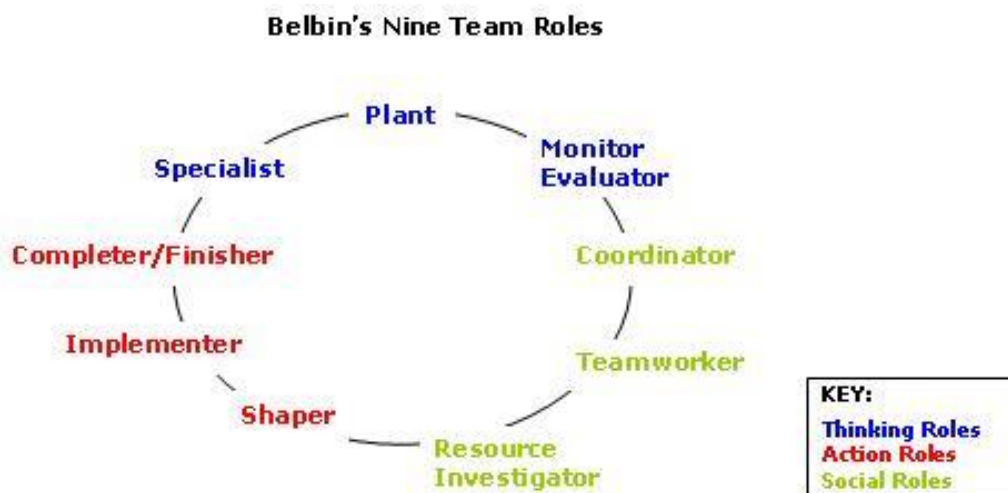 Belbin's Nine Team Roles
Plant
Monitor
Evaluator
Specialist
Completer/Finisher
Coordinator
Implementer
Teamworker
Shaper
Resource
Investigator
KEY:
Thinking Roles
Action Roles
Social Roles